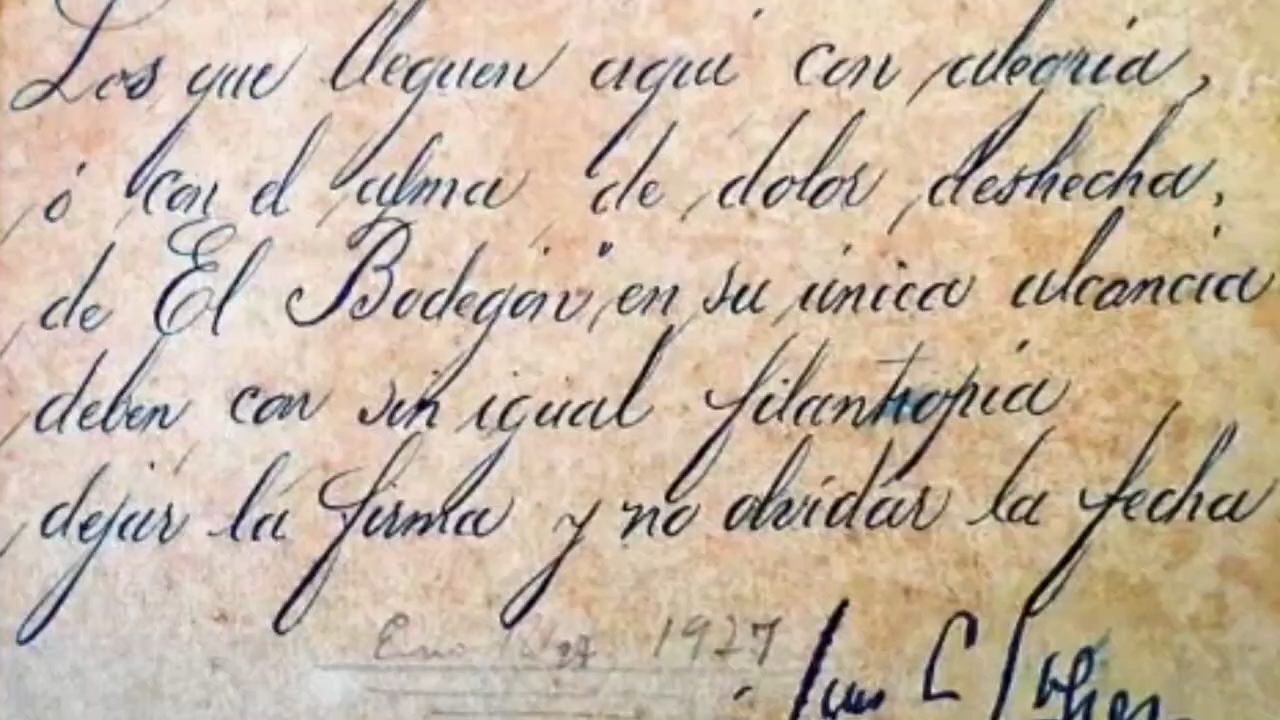 Los que lleguen aquí con alegría,
ó con el alma de dolor deshecha,
de El Bodegón" en su única alcancía
deben con sin igual filantropía
dejar la firma y no olvidar la fecha
1927
Luis C